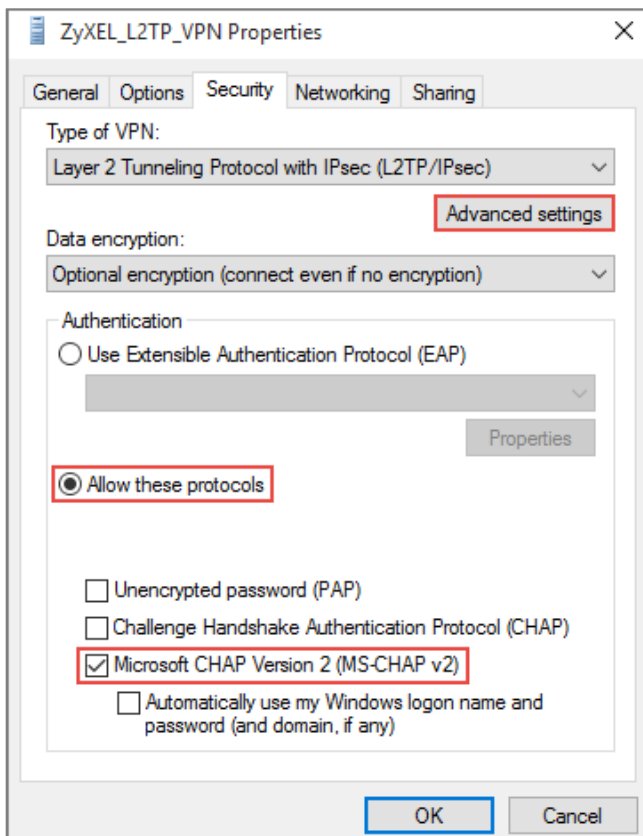 ZyXEL_L2TP_VPN Properties
General Options Security Networking Sharing
Type of VPN:
Layer 2 Tunneling Protocol with IPsec (L2TP/IPsec)
Advanced settings
Data encryption:
Optional encryption (connect even if no encryption)
Authentication
Use Extensible Authentication Protocol (EAP)
Properties
Allow these protocols
Unencrypted password (PAP)
Challenge Handshake Authentication Protocol (CHAP)
Microsoft CHAP Version 2 (MS-CHAP v2)
Automatically use my Windows logon name and
password (and domain, if any)
OK Cancel